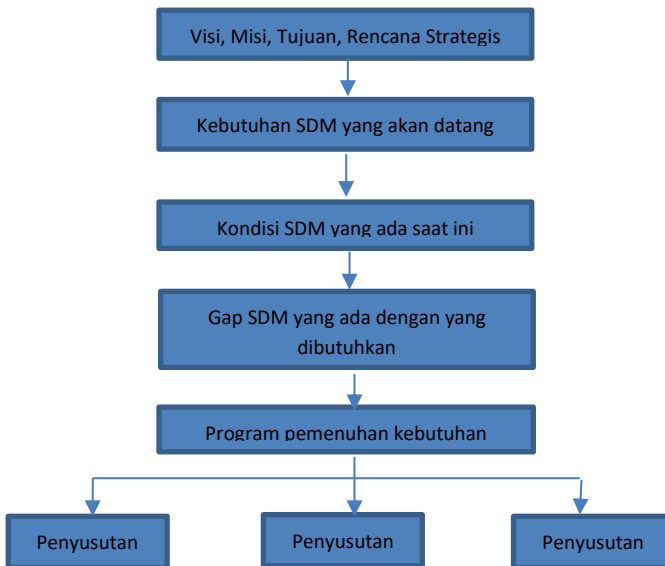 Visi, Misi, Tujuan, Rencana Strategis
Kebutuhan SDM yang akan datang
Kondisi SDM yang ada saat ini
Gap SDM yang ada dengan yang
dibutuhkan
Program pemenuhan kebutuhan
Penyusutan
Penyusutan
Penyusutan